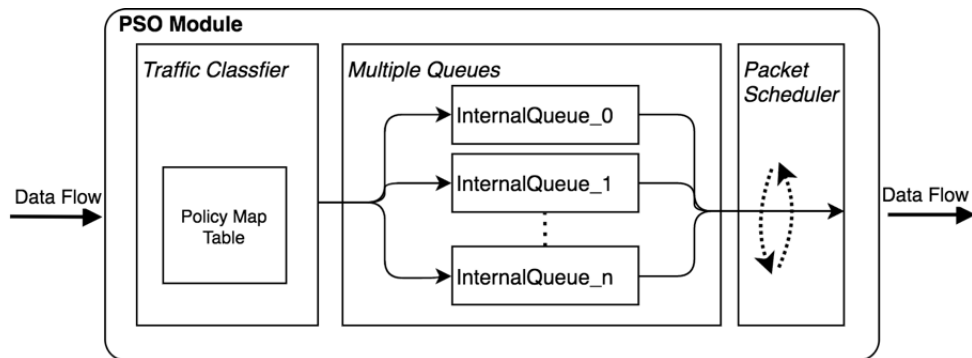 PSO Module
Traffic Classfier
Multiple Queues
Packet
Scheduler
InternalQueue_0
InternalQueue_1
InternalQueue_n
Policy Map
Table
Data Flow
Data Flow